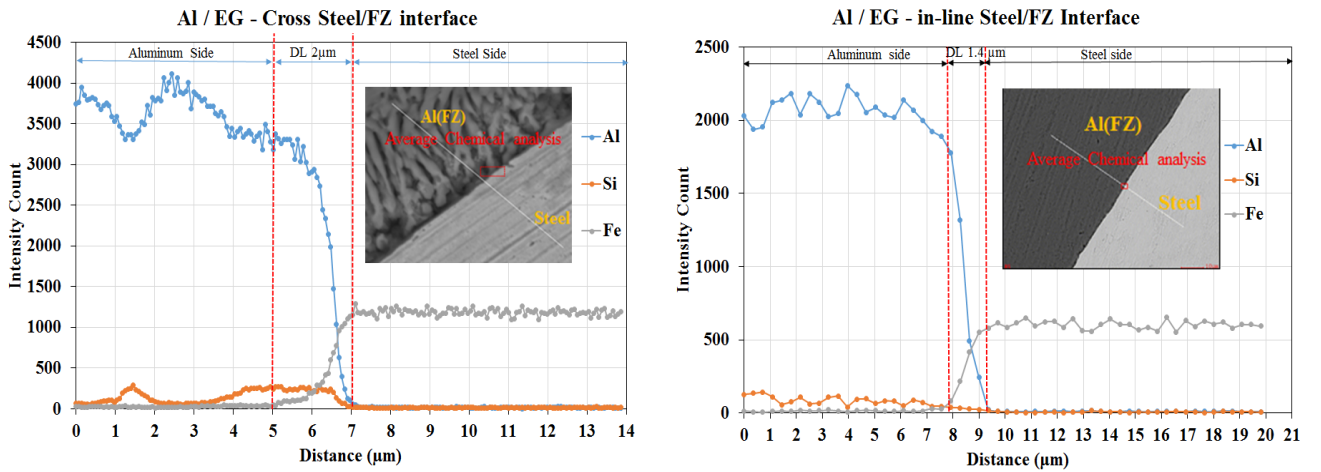 Al / EG - Cross Steel/FZ interface
Aluminum Side
DL 2µm
Steel Side
4500
4000
3500
3000
2500
2000
1500
1000
500
0
Intensity Count
Al(FZ)
Average Chemical analysis
Steel
Al
Si
Fe
0 1 2 3 4 5 6 7 8 9 10 11 12 13 14
Distance (µm)
Al / EG - in-line Steel/FZ Interface
Aluminum side
DL 1.4 µm
Steel side
2500
2000
1500
1000
500
0
Intensity Count
Al(FZ)
Average Chemical analysis
Steel
Al
Si
Fe
0 1 2 3 4 5 6 7 8 9 10 11 12 13 14 15 16 17 18 19 20 21
Distance (µm)